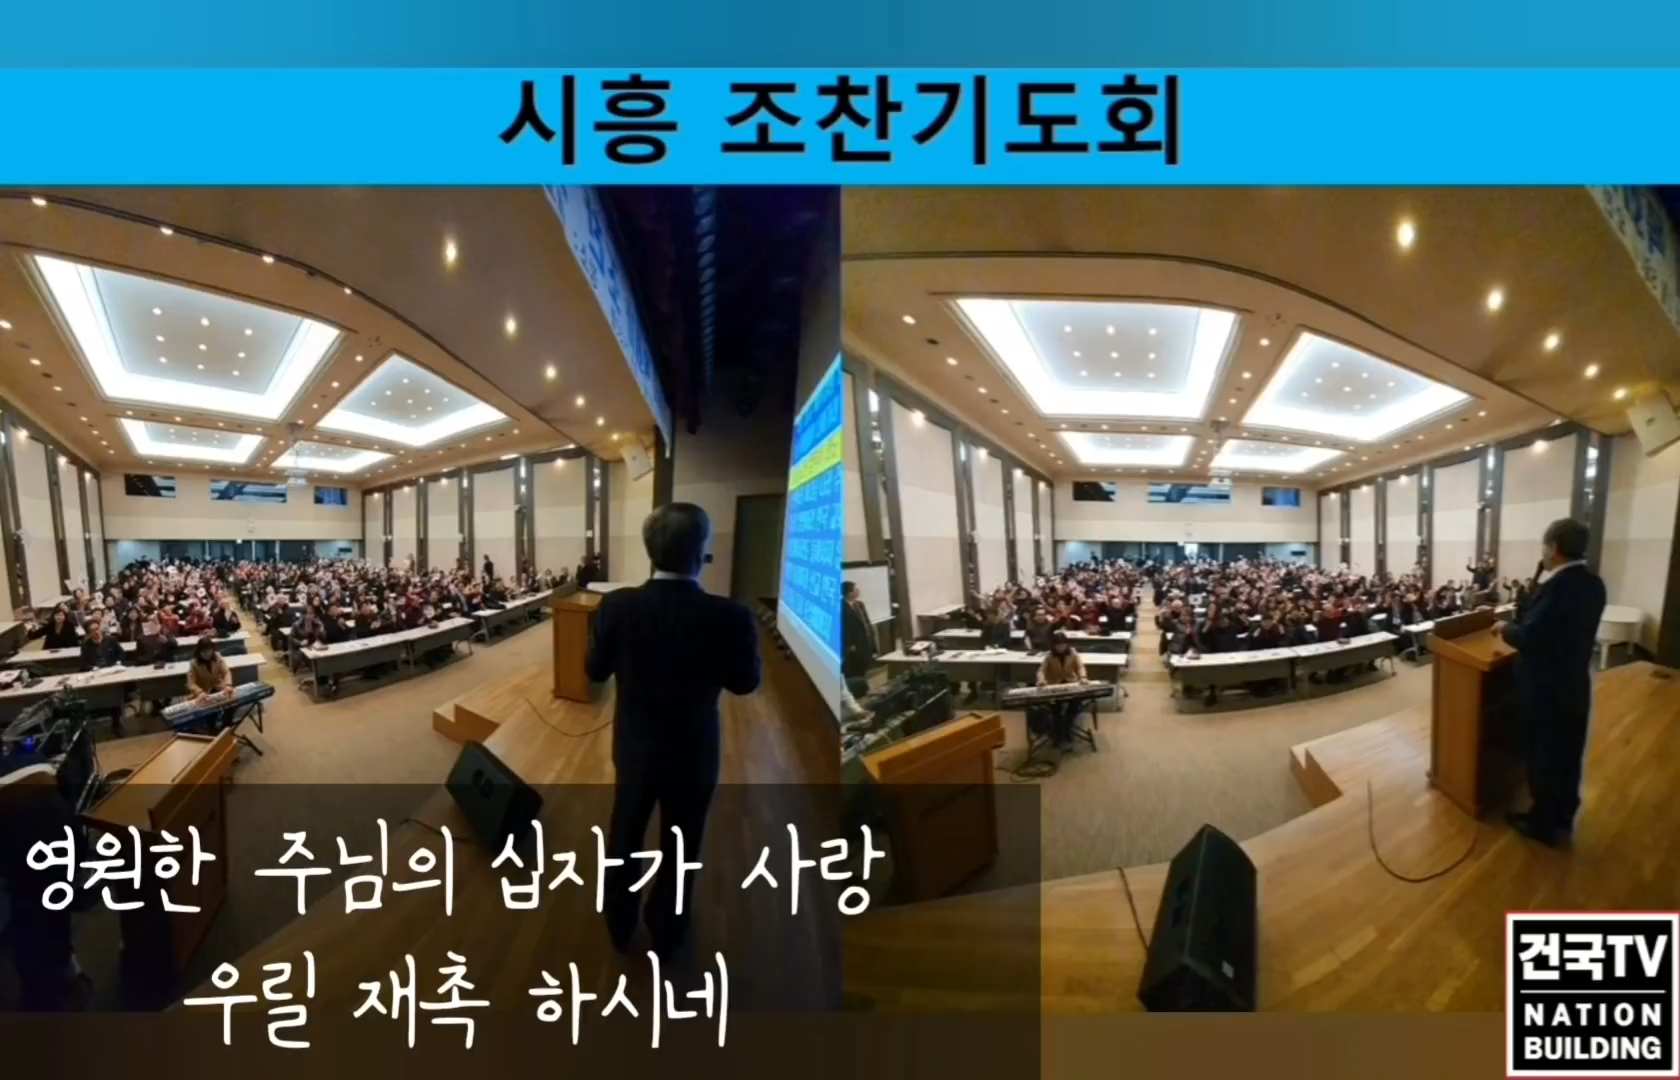 시흥 조찬기도회
영원한 주님의 십자가 사랑
우릴 재촉 하시네
건국TV
NATION
BUILDING